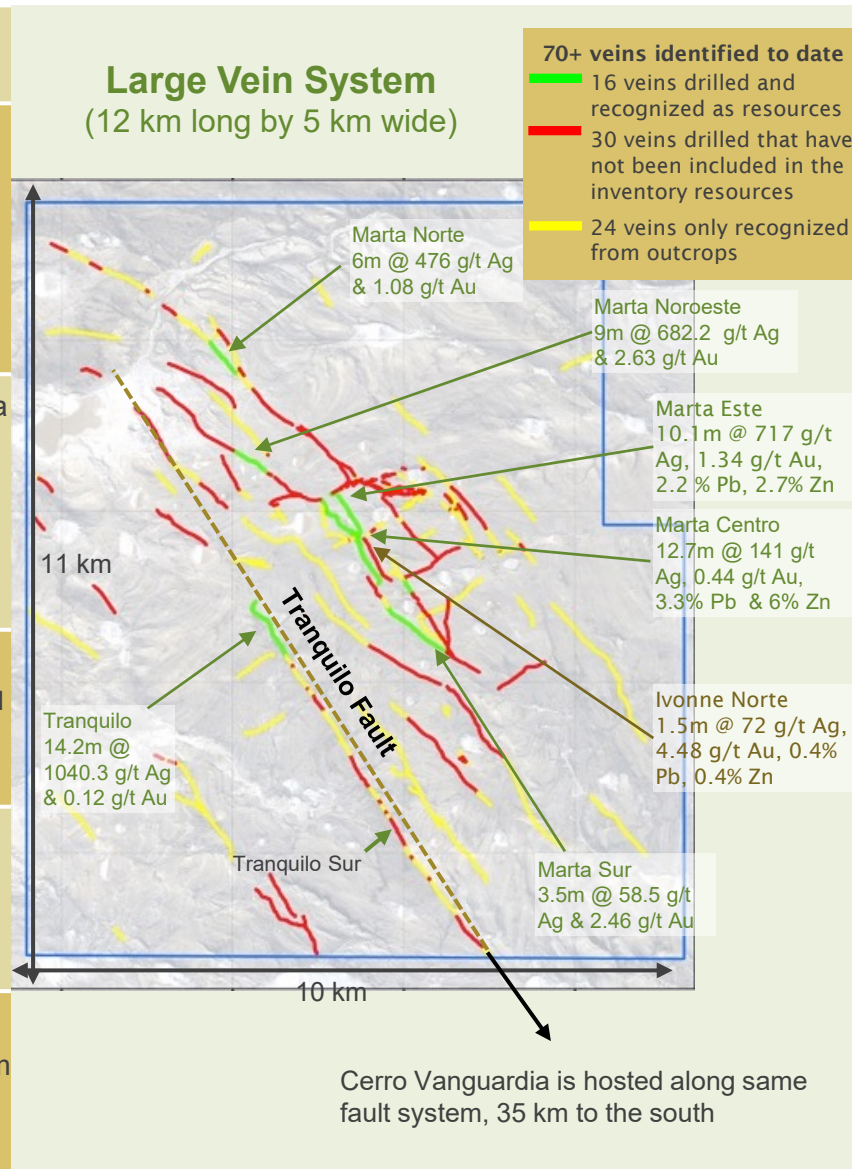 Large Vein System
(12 km long by 5 km wide)
70+ veins identified to date
16 veins drilled and
recognized as resources
30 veins drilled that have
not been included in the
inventory resources
24 veins only recognized
from outcrops
Marta Norte
6m @ 476 g/t Ag
& 1.08 g/t Au
Marta Noroeste
9m @ 682.2 g/t Ag
& 2.63 g/t Au
Marta Este
10.1m @ 717 g/t
Ag, 1.34 g/t Au,
2.2 % Pb, 2.7% Zn
Marta Centro
12.7m @ 141 g/t
Ag, 0.44 g/t Au,
3.3% Pb & 6% Zn
11 km
Tranquilo Fault
Ivonne Norte
1.5m @ 72 g/t Ag,
4.48 g/t Au, 0.4%
Pb, 0.4% Zn
Tranquilo
14.2m @
1040.3 g/t Ag
& 0.12 g/t Au
Tranquilo Sur
Marta Sur
3.5m @ 58.5 g/t
Ag & 2.46 g/t Au
10 km
Cerro Vanguardia is hosted along same
fault system, 35 km to the south